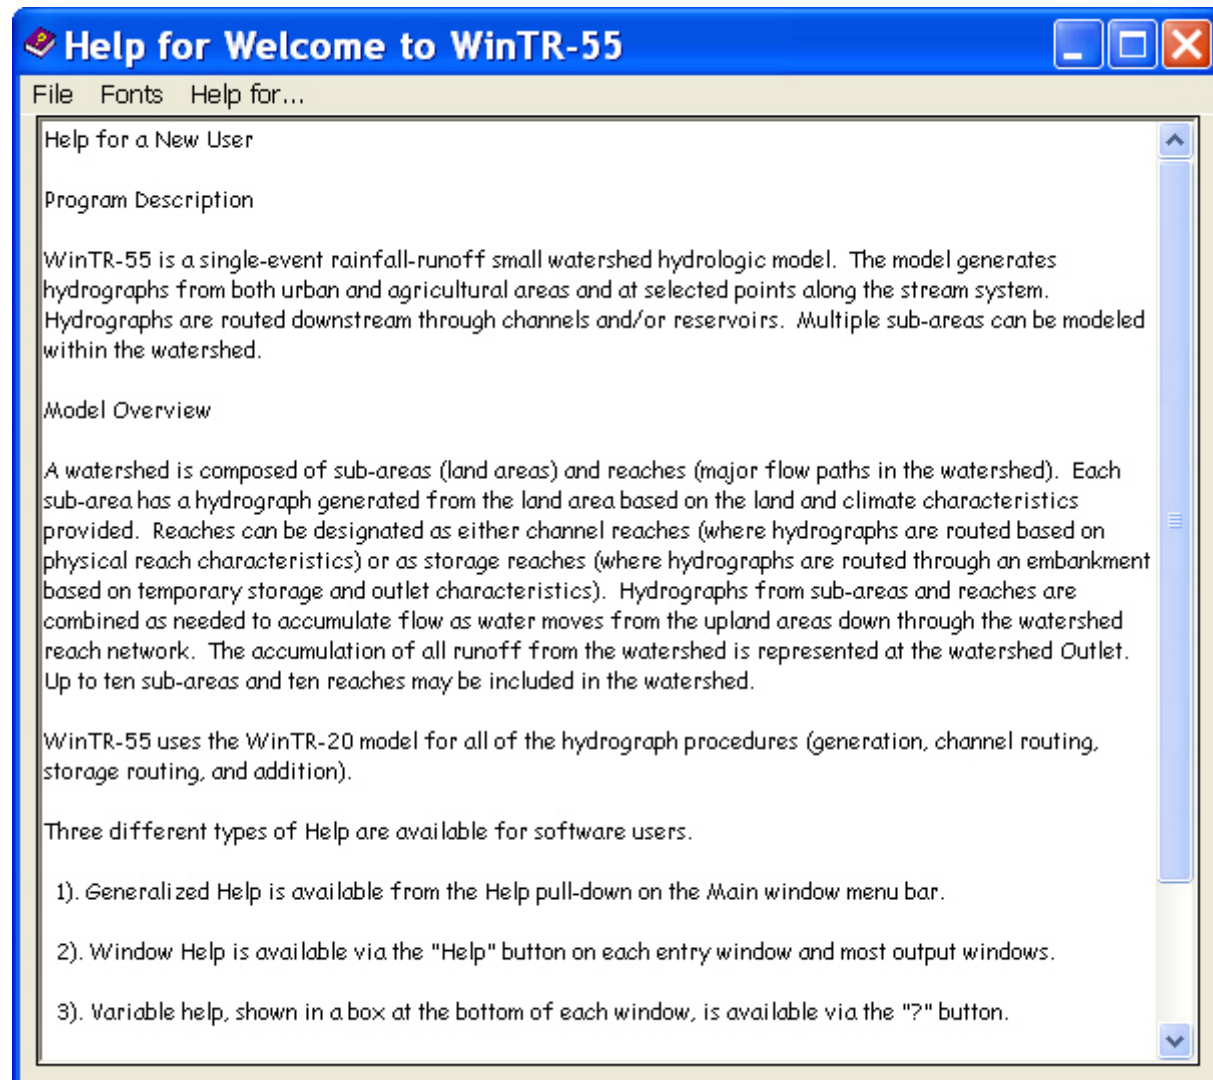 Help for Welcome to WinTR-55
File Fonts Help for...
Help for a New User
Program Description
WinTR-55 is a single-event rainfall-runoff small watershed hydrologic model. The model generates
hydrographs from both urban and agricultural areas and at selected points along the stream system.
Hydrographs are routed downstream through channels and/or reservoirs. Multiple sub-areas can be modeled
within the watershed.
Model Overview
A watershed is composed of sub-areas (land areas) and reaches (major flow paths in the watershed). Each
sub-area has a hydrograph generated from the land area based on the land and climate characteristics
provided. Reaches can be designated as either channel reaches (where hydrographs are routed based on
physical reach characteristics) or as storage reaches (where hydrographs are routed through an embankment
based on temporary storage and outlet characteristics). Hydrographs from sub-areas and reaches are
combined as needed to accumulate flow as water moves from the upland areas down through the watershed
reach network. The accumulation of all runoff from the watershed is represented at the watershed Outlet.
Up to ten sub-areas and ten reaches may be included in the watershed.
WinTR-55 uses the WinTR-20 model for all of the hydrograph procedures (generation, channel routing,
storage routing, and addition).
Three different types of Help are available for software users.
1). Generalized Help is available from the Help pull-down on the Main window menu bar.
2). Window Help is available via the "Help" button on each entry window and most output windows.
3). Variable help, shown in a box at the bottom of each window, is available via the "?" button.